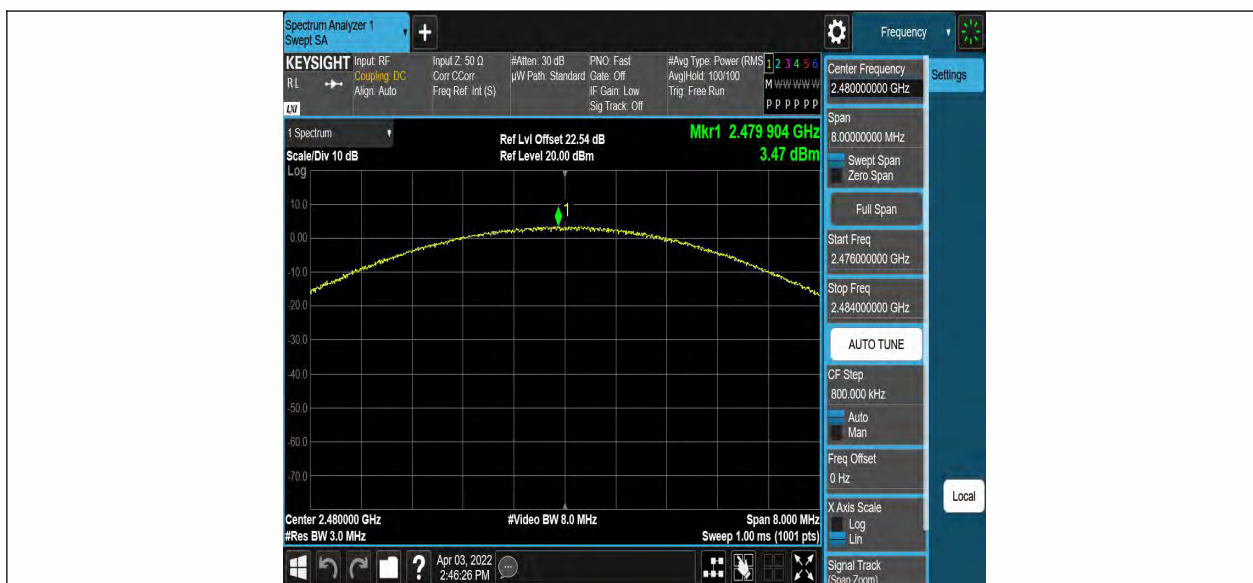 Spectrum Analyzer 1
Swept SA
+
Frequency
KEYSIGHT
RL
LXI
Input: RF
Coupling: DC
Align: Auto
Input Z: 50 Ω
Corr CCorr
Freq Ref: Int (S)
#Atten: 30 dB
µW Path: Standard
PNO: Fast
Gate: Off
IF Gain: Low
Sig Track: Off
#Avg Type: Power (RMS
Avg|Hold: 100/100
Trig: Free Run
1 2 3 4 5 6
M W W W W W
P P P P P P
Center Frequency
2.480000000 GHz
Settings
Span
8.00000000 MHz
Swept Span
Zero Span
Full Span
Start Freq
2.476000000 GHz
Stop Freq
2.484000000 GHz
AUTO TUNE
CF Step
800.000 kHz
Auto
Man
Freq Offset
0 Hz
X Axis Scale
Log
Lin
Signal Track
(Span Zoom)
Local
1 Spectrum
Scale/Div 10 dB
Ref Lvl Offset 22.54 dB
Ref Level 20.00 dBm
Mkr1 2.479 904 GHz
3.47 dBm
Log
10.0
0.00
-10.0
-20.0
-30.0
-40.0
-50.0
-60.0
-70.0
1
Center 2.480000 GHz
#Res BW 3.0 MHz
#Video BW 8.0 MHz
Span 8.000 MHz
Sweep 1.00 ms (1001 pts)
?
Apr 03, 2022
2:46:26 PM